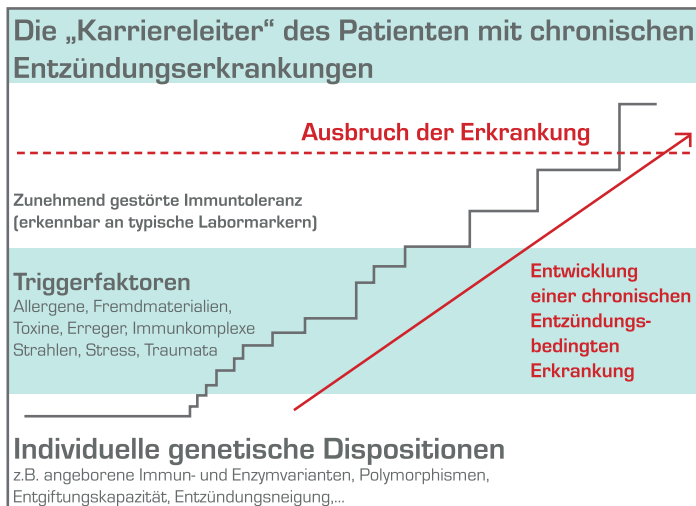 Die „Karriereleiter“ des Patienten mit chronischen
Entzündungserkrankungen
Ausbruch der Erkrankung
Zunehmend gestörte Immuntoleranz
(erkennbar an typische Labormarkern)
Triggerfaktoren
Allergene, Fremdmaterialien,
Toxine, Erreger, Immunkomplexe
Strahlen, Stress, Traumata
Entwicklung
einer chronischen
Entzündungs-
bedingten
Erkrankung
Individuelle genetische Dispositionen
z.B. angeborene Immun- und Enzymvarianten, Polymorphismen,
Entgiftungskapazität, Entzündungsneigung,...